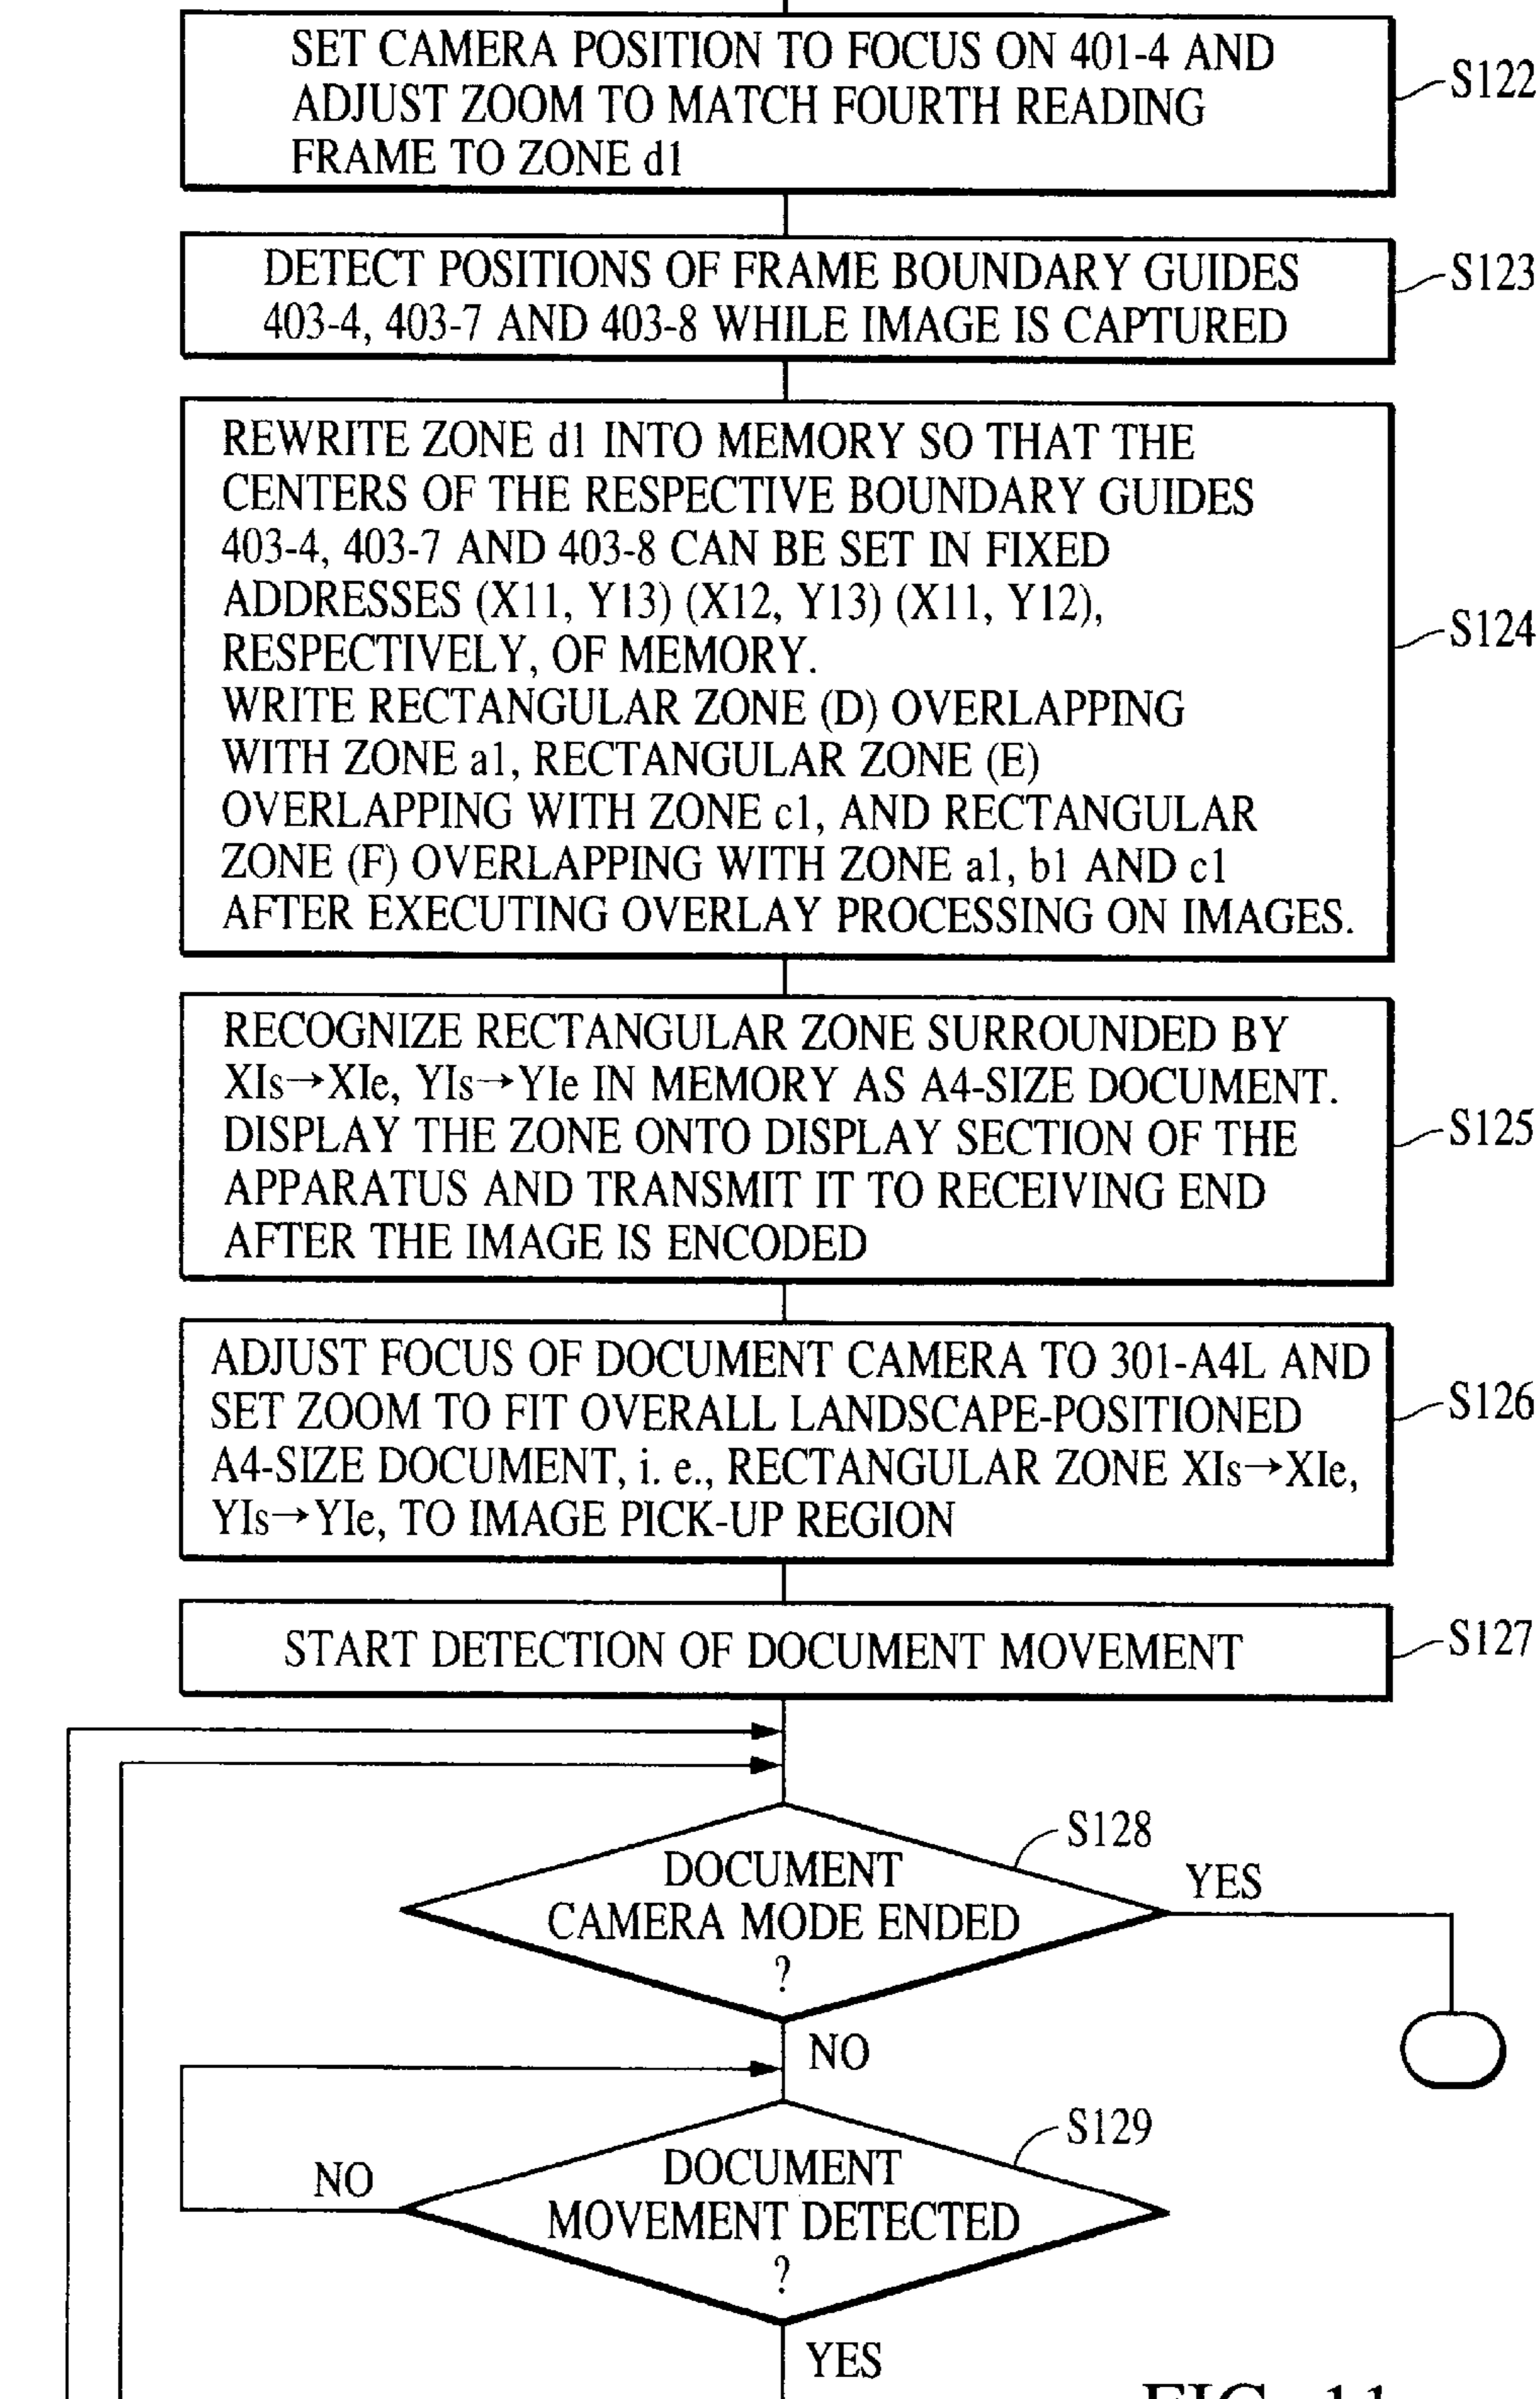 SET CAMERA POSITION TO FOCUS ON 401-4 AND
ADJUST ZOOM TO MATCH FOURTH READING
FRAME TO ZONE d1
S122
DETECT POSITIONS OF FRAME BOUNDARY GUIDES
403-4, 403-7 AND 403-8 WHILE IMAGE IS CAPTURED
S123
REWRITE ZONE d1 INTO MEMORY SO THAT THE
CENTERS OF THE RESPECTIVE BOUNDARY GUIDES
403-4, 403-7 AND 403-8 CAN BE SET IN FIXED
ADDRESSES (X11, Y13) (X12, Y13) (X11, Y12),
RESPECTIVELY, OF MEMORY.
WRITE RECTANGULAR ZONE (D) OVERLAPPING
WITH ZONE a1, RECTANGULAR ZONE (E)
OVERLAPPING WITH ZONE c1, AND RECTANGULAR
ZONE (F) OVERLAPPING WITH ZONE a1, b1 AND c1
AFTER EXECUTING OVERLAY PROCESSING ON IMAGES.
S124
RECOGNIZE RECTANGULAR ZONE SURROUNDED BY
XIs→XIe, YIs→YIe IN MEMORY AS A4-SIZE DOCUMENT.
DISPLAY THE ZONE ONTO DISPLAY SECTION OF THE
APPARATUS AND TRANSMIT IT TO RECEIVING END
AFTER THE IMAGE IS ENCODED
S125
ADJUST FOCUS OF DOCUMENT CAMERA TO 301-A4L AND
SET ZOOM TO FIT OVERALL LANDSCAPE-POSITIONED
A4-SIZE DOCUMENT, i. e., RECTANGULAR ZONE XIs→XIe,
YIs→YIe, TO IMAGE PICK-UP REGION
S126
START DETECTION OF DOCUMENT MOVEMENT
S127
S128
DOCUMENT
CAMERA MODE ENDED
?
YES
NO
S129
DOCUMENT
MOVEMENT DETECTED
?
NO
YES